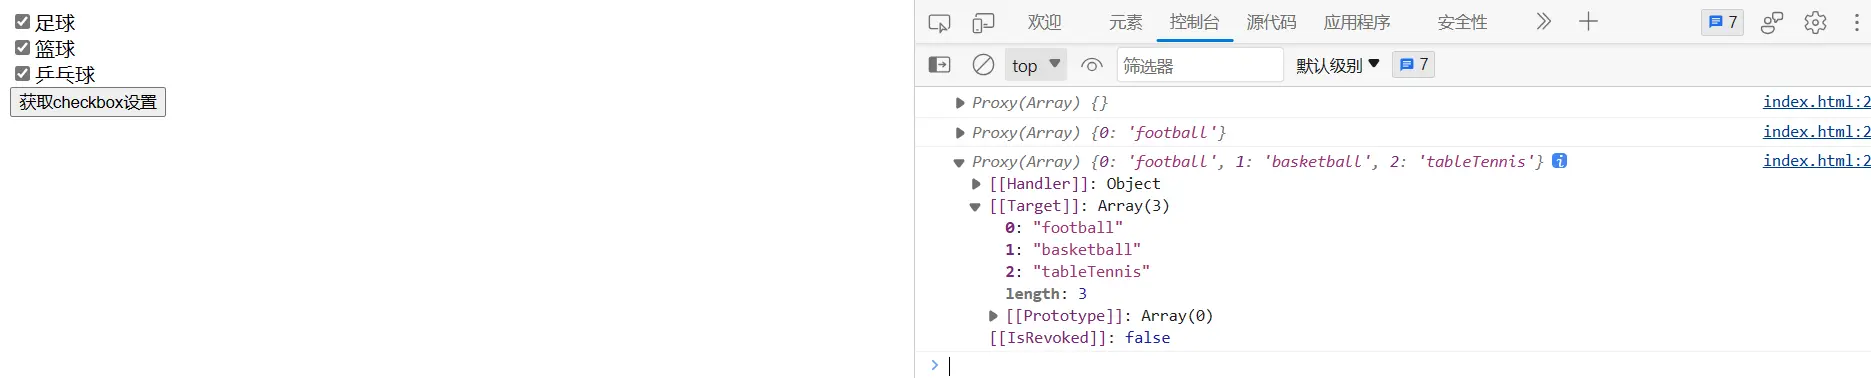 足球
篮球
乒乓球
获取checkbox设置
欢迎 元素 控制台 源代码 应用程序 安全性 7
top 筛选器 默认级别 7
Proxy(Array) {} index.html:2
Proxy(Array) {0: 'football'} index.html:2
Proxy(Array) {0: 'football', 1: 'basketball', 2: 'tableTennis'} i index.html:2
[[Handler]]: Object
[[Target]]: Array(3)
0: "football"
1: "basketball"
2: "tableTennis"
length: 3
[[Prototype]]: Array(0)
[[IsRevoked]]: false